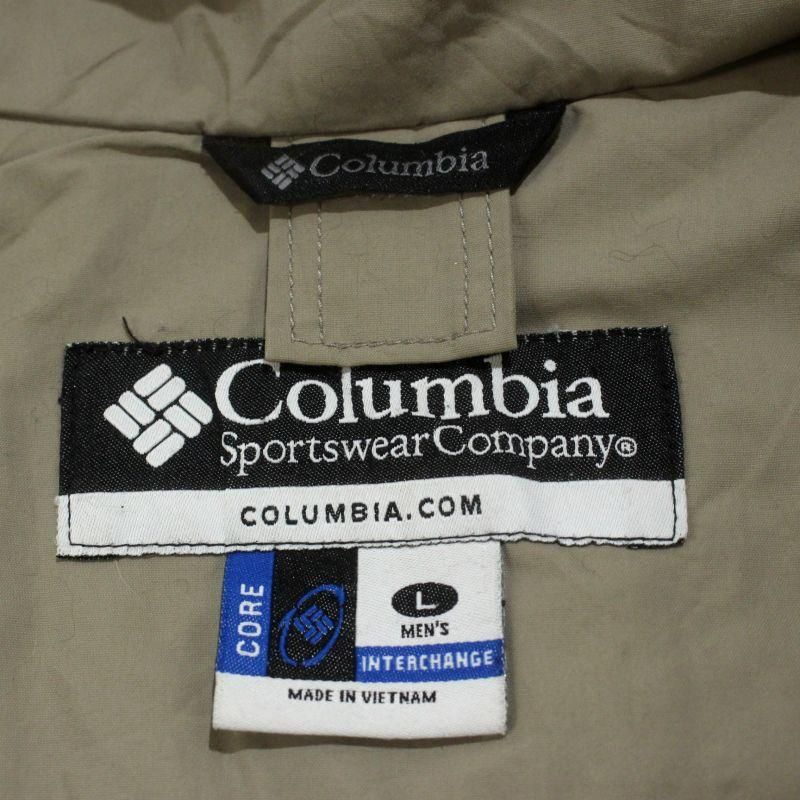 Columbia
Columbia
Sportswear Company®
COLUMBIA.COM
CORE
L
MEN'S
INTERCHANGE
MADE IN VIETNAM